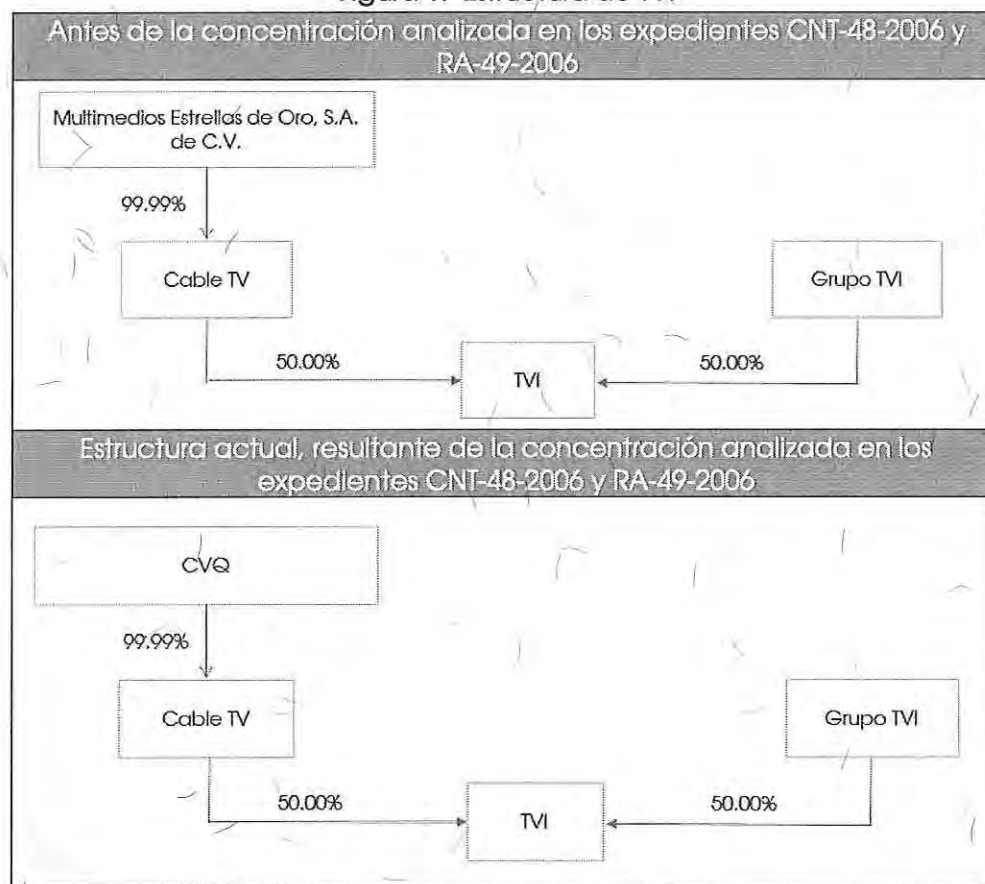 Antes de la concentración analizada en los expedientes CNT-48-2006 y
RA-49-2006
Multimedios Estrellas de Oro, S.A.
de C.V.
99.99%
Cable TV
Grupo TVI
50.00%
50.00%
TVI
Estructura actual, resultante de la concentración analizada en los
expedientes CNT-48-2006 y RA-49-2006
CVQ
99.99%
Cable TV
Grupo TVI
50.00%
50.00%
TVI